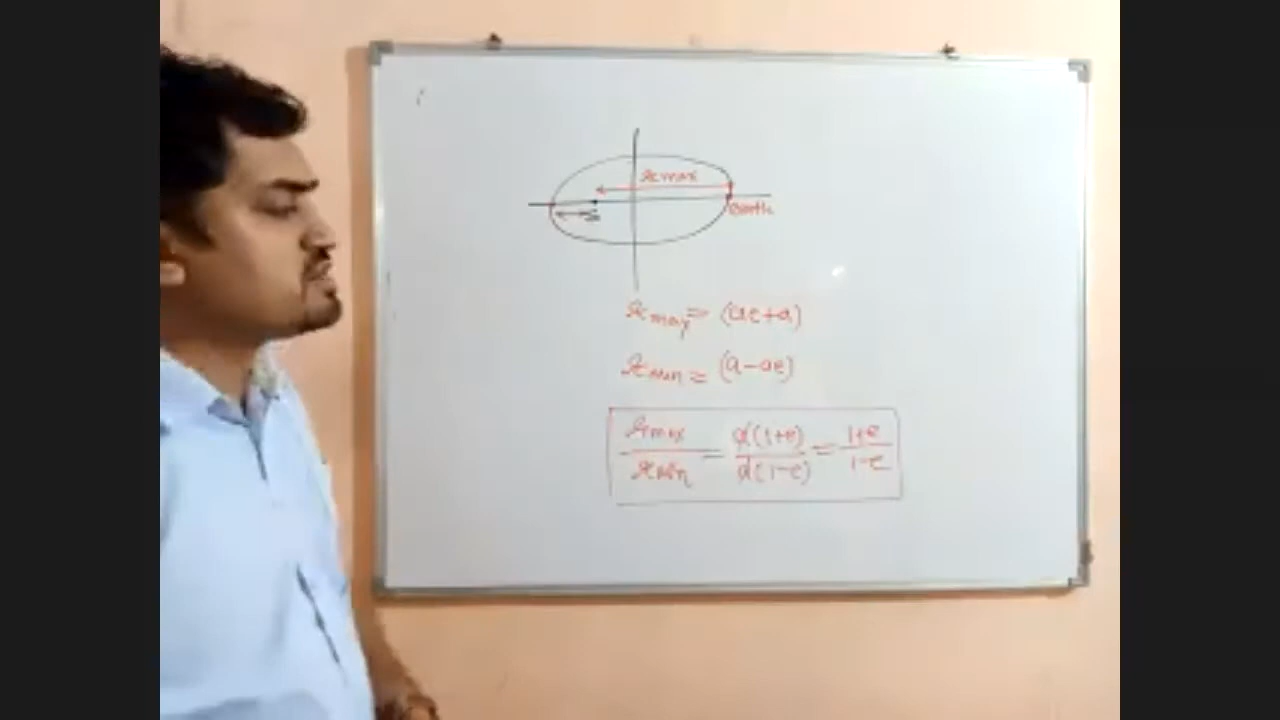 rmax
S
Earth
rmax = (ae+a)
rmin = (a-ae)
rmax/rmin = a(1+e)/a(1-e) = 1+e/1-e